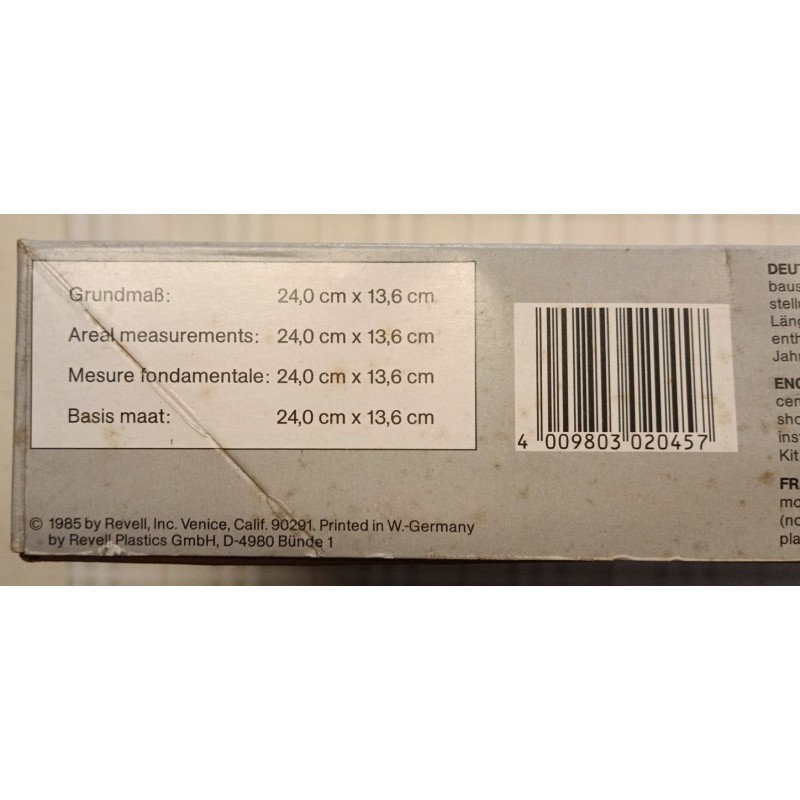 Grundmaß: 24,0 cm x 13,6 cm
Areal measurements: 24,0 cm x 13,6 cm
Mesure fondamentale: 24,0 cm x 13,6 cm
Basis maat: 24,0 cm x 13,6 cm
© 1985 by Revell, Inc. Venice, Calif. 90291. Printed in W.-Germany
by Revell Plastics GmbH, D-4980 Bünde 1
4 009803 020457
DEUT
baus
stellu
Läng
enth
Jahr
ENG
cen
sho
inst
Kit
FRA
mo
(no
pla